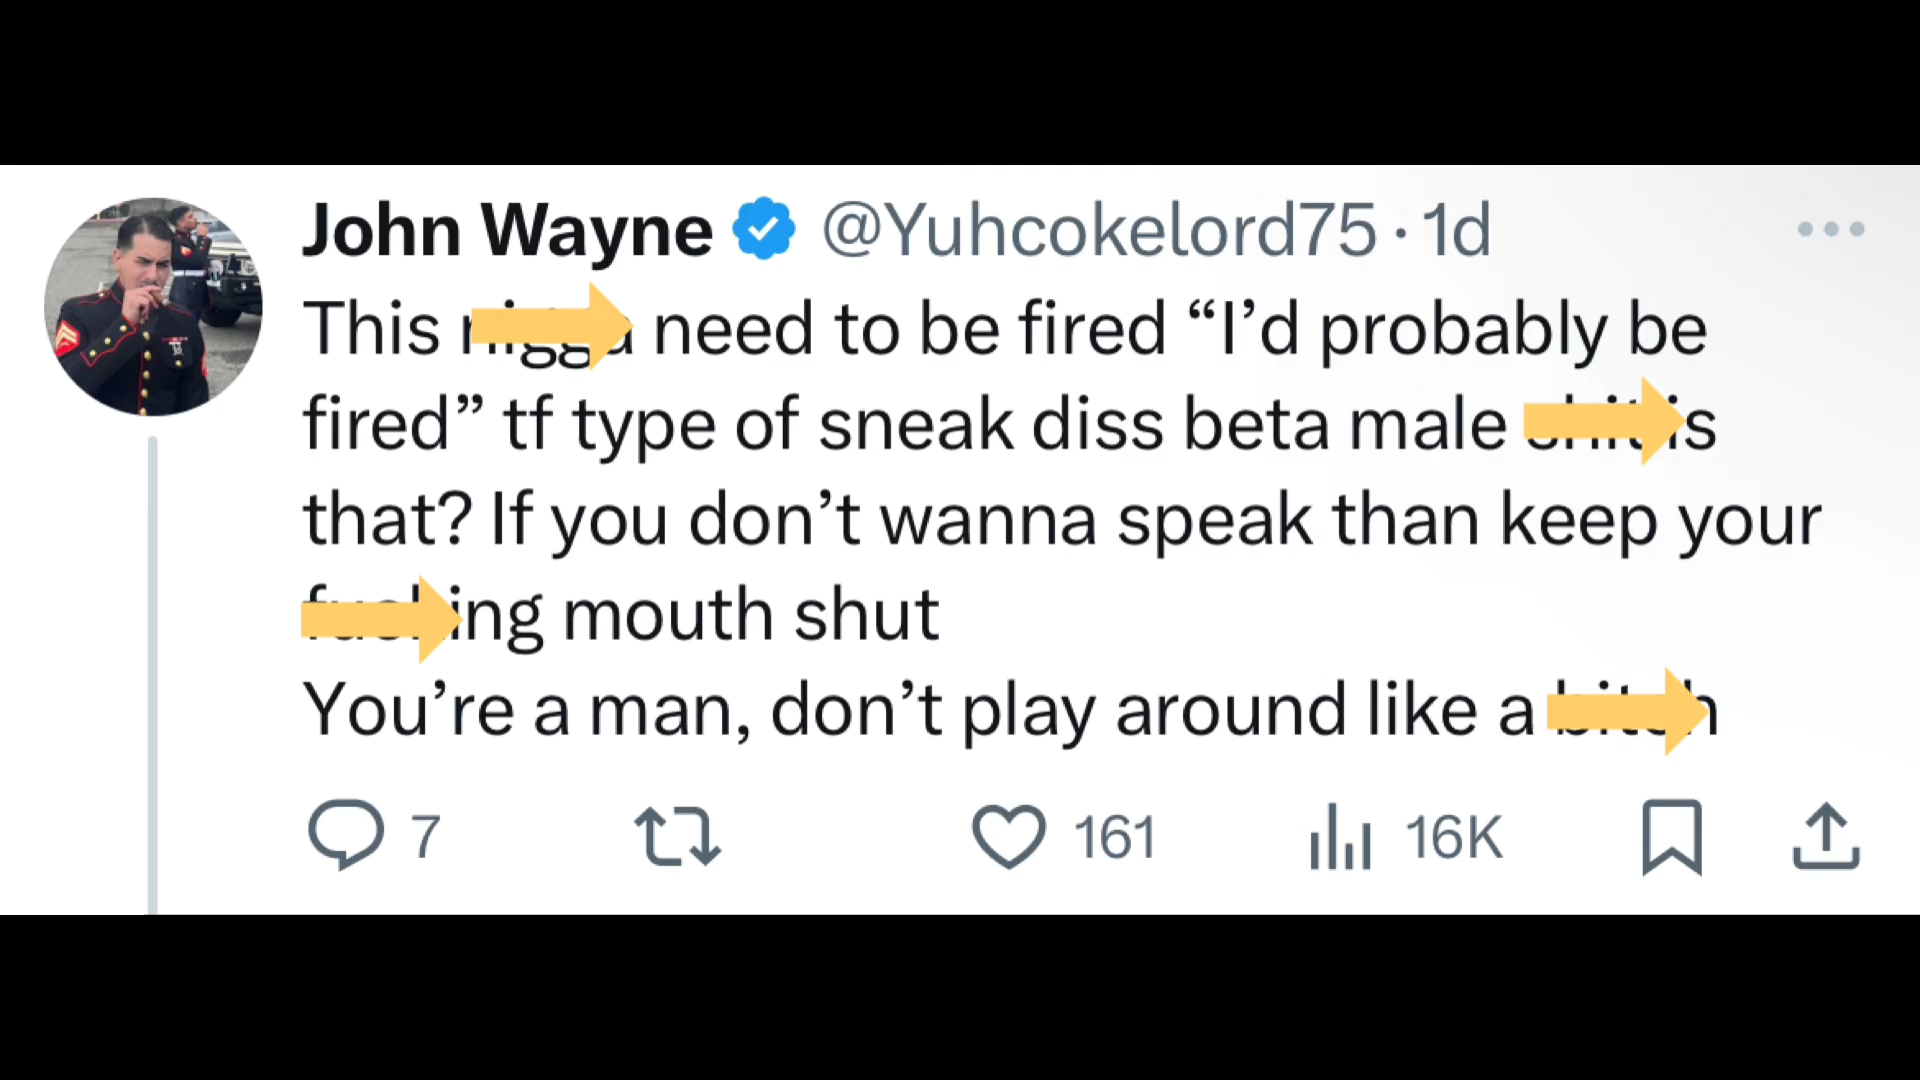 John Wayne @Yuhcokelord75 · 1d
This need to be fired “I’d probably be
fired” tf type of sneak diss beta male is
that? If you don’t wanna speak than keep your
fucking mouth shut
You’re a man, don’t play around like a bitch
7 161 16K